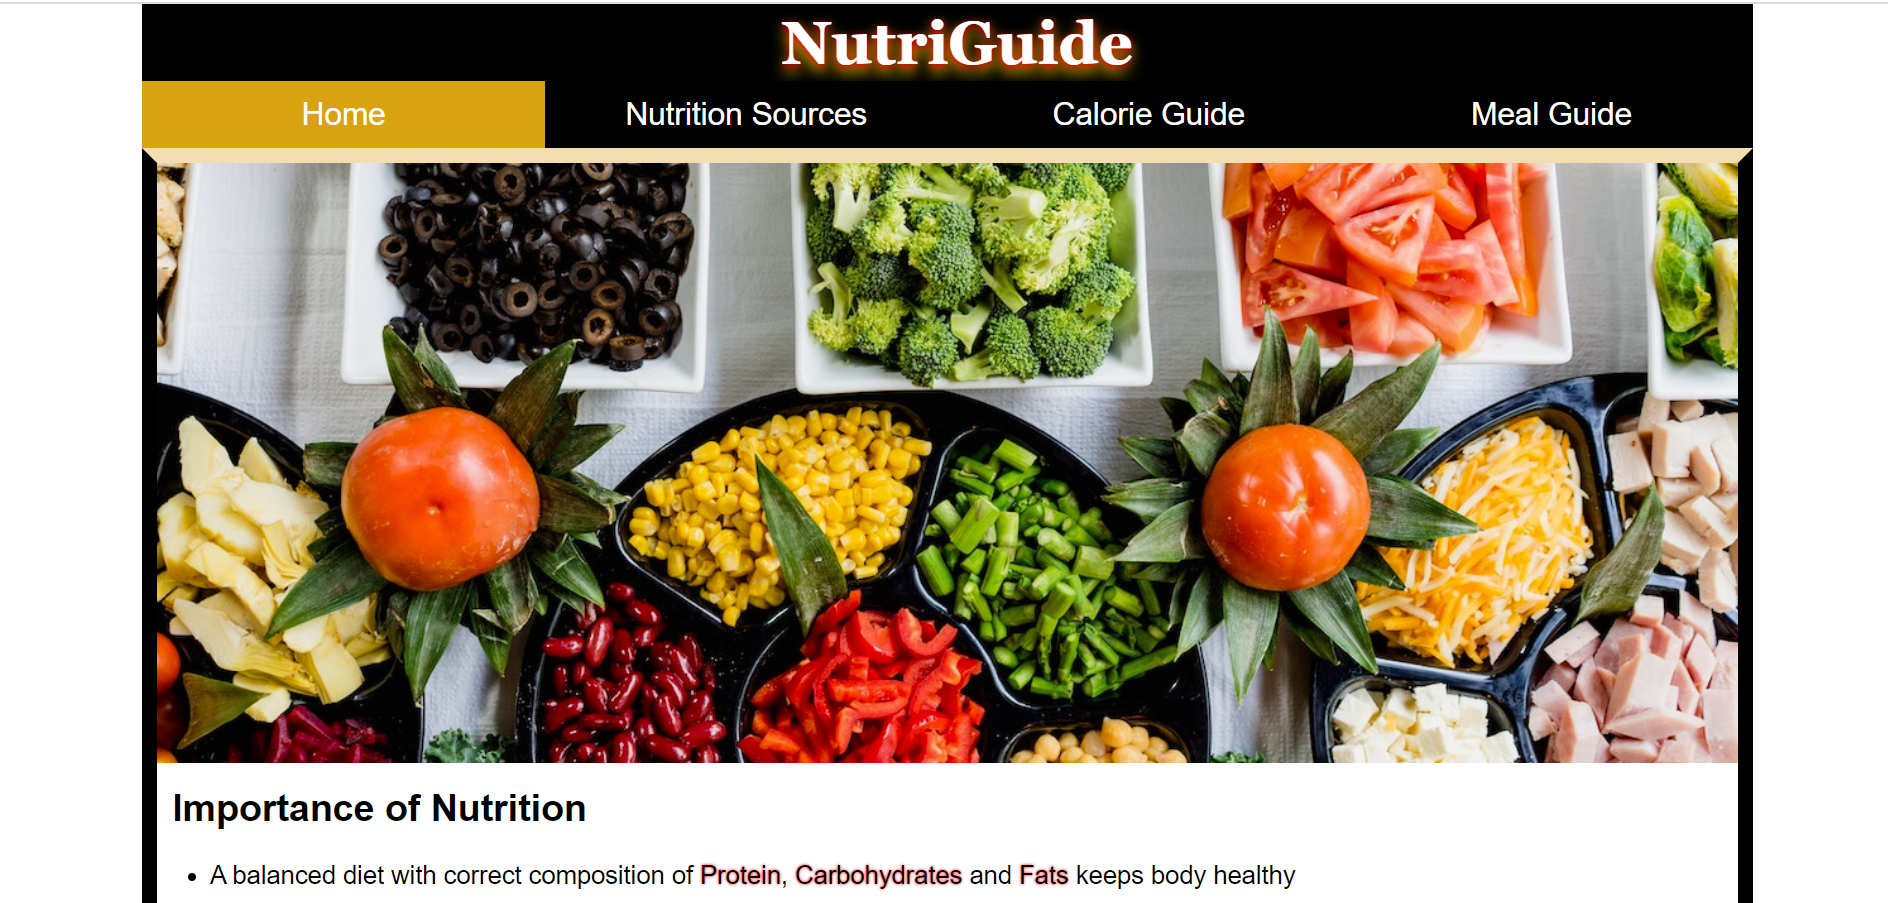 NutriGuide
Home Nutrition Sources Calorie Guide Meal Guide
Importance of Nutrition
• A balanced diet with correct composition of Protein, Carbohydrates and Fats keeps body healthy